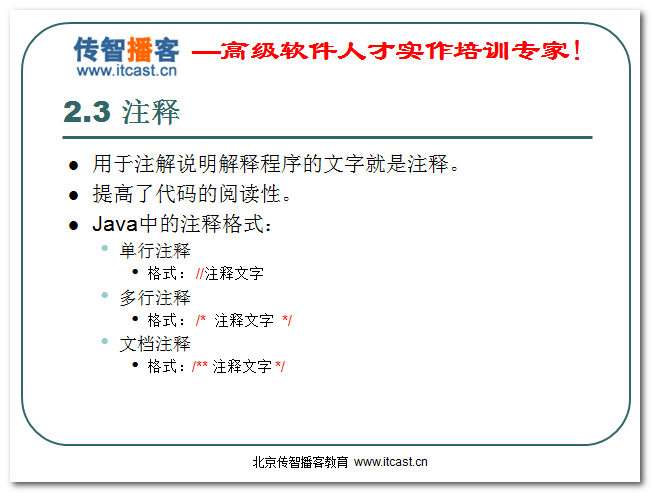 传智播客 —高级软件人才实作培训专家!
www.itcast.cn
2.3 注释
● 用于注解说明解释程序的文字就是注释。
● 提高了代码的阅读性。
● Java中的注释格式：
• 单行注释
• 格式： //注释文字
• 多行注释
• 格式： /* 注释文字 */
• 文档注释
• 格式：/** 注释文字 */
北京传智播客教育 www.itcast.cn